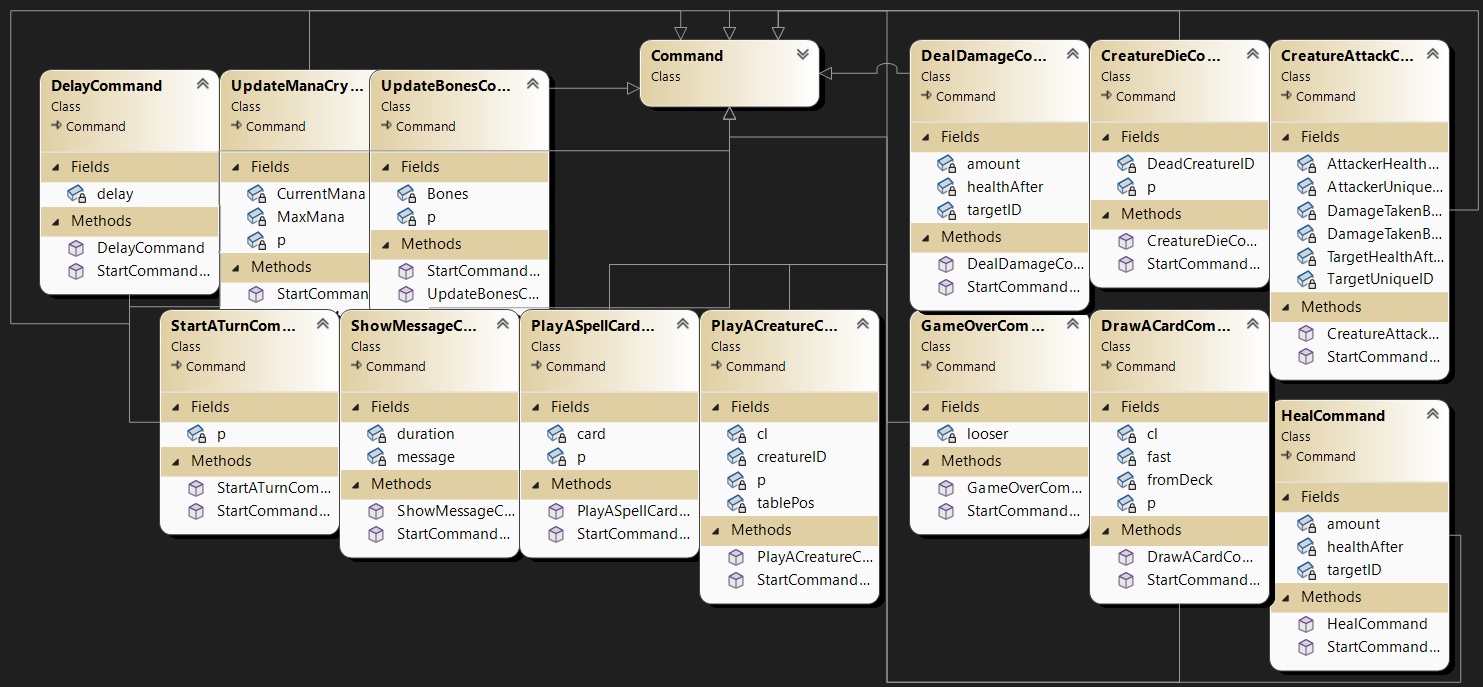 Command
Class
DelayCommand
Class
Command
Fields
delay
Methods
DelayCommand
StartCommand...
UpdateManaCry...
Class
Command
Fields
CurrentMana
MaxMana
p
Methods
StartComman
UpdateBonesCo...
Class
Command
Fields
Bones
p
Methods
StartCommand...
UpdateBonesC...
DealDamageCo...
Class
Command
Fields
amount
healthAfter
targetID
Methods
DealDamageCo...
StartCommand...
CreatureDieCo...
Class
Command
Fields
DeadCreatureID
p
Methods
CreatureDieCo...
StartCommand...
CreatureAttackC...
Class
Command
Fields
AttackerHealth...
AttackerUnique...
DamageTakenB...
DamageTakenB...
TargetHealthAft...
TargetUniqueID
Methods
CreatureAttack...
StartCommand...
StartATurnCom...
Class
Command
Fields
p
Methods
StartATurnCom...
StartCommand...
ShowMessageC...
Class
Command
Fields
duration
message
Methods
ShowMessageC...
StartCommand...
PlayASpellCard...
Class
Command
Fields
card
p
Methods
PlayASpellCard...
StartCommand...
PlayACreatureC...
Class
Command
Fields
cl
creatureID
p
tablePos
Methods
PlayACreatureC...
StartCommand...
GameOverCom...
Class
Command
Fields
looser
Methods
GameOverCom...
StartCommand...
DrawACardCom...
Class
Command
Fields
cl
fast
fromDeck
p
Methods
DrawACardCo...
StartCommand...
HealCommand
Class
Command
Fields
amount
healthAfter
targetID
Methods
HealCommand
StartCommand...